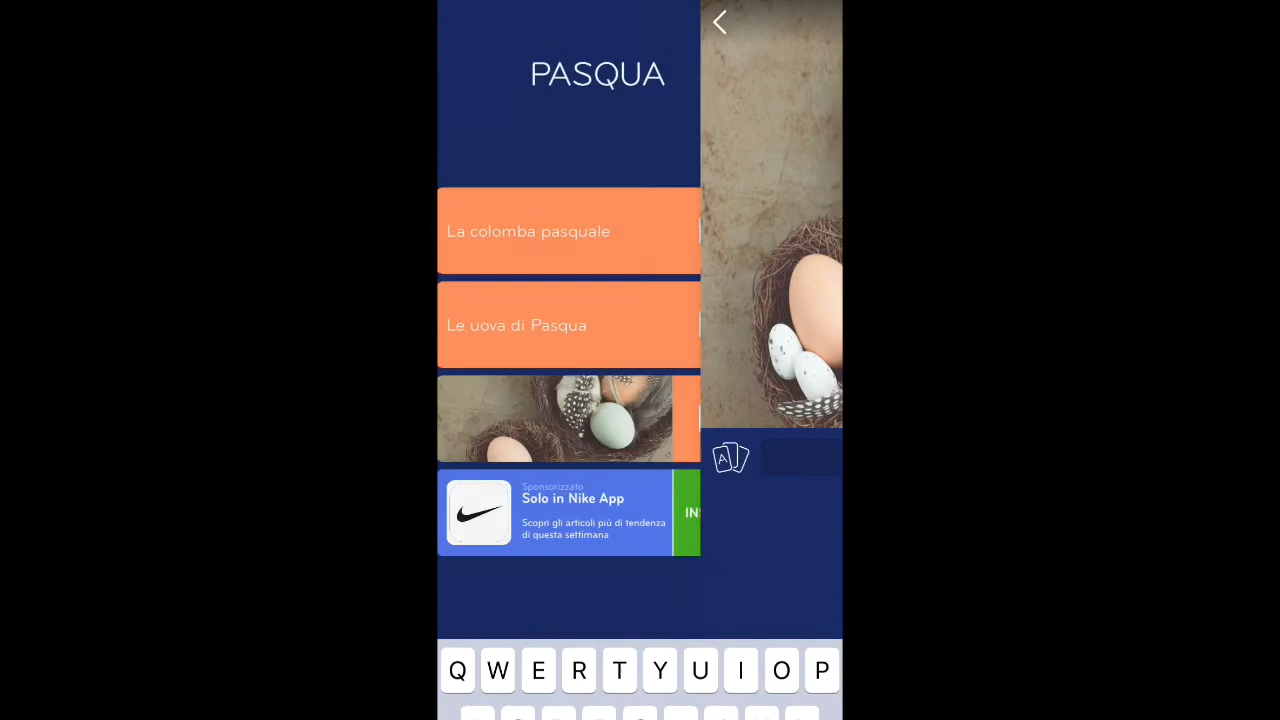 PASQUA
La colomba pasquale
Le uova di Pasqua
Sponsorizzato
Solo in Nike App
Scopri gli articoli più di tendenza
di questa settimana
IN
A
Q W E R T Y U I O P